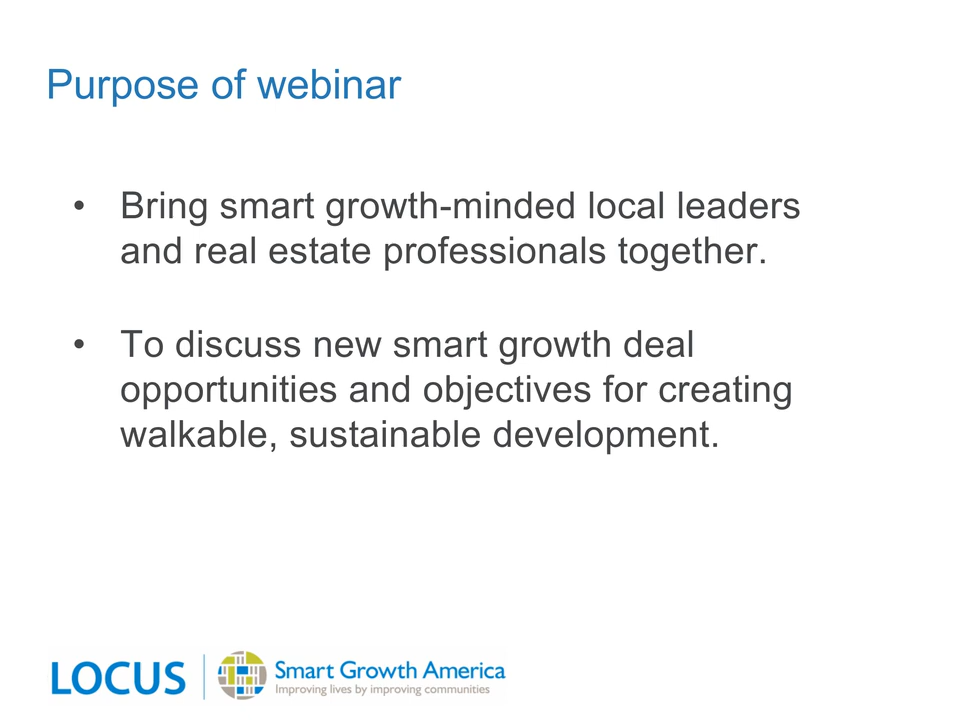 Purpose of webinar
• Bring smart growth-minded local leaders
and real estate professionals together.
• To discuss new smart growth deal
opportunities and objectives for creating
walkable, sustainable development.
LOCUS
Smart Growth America
Improving lives by improving communities